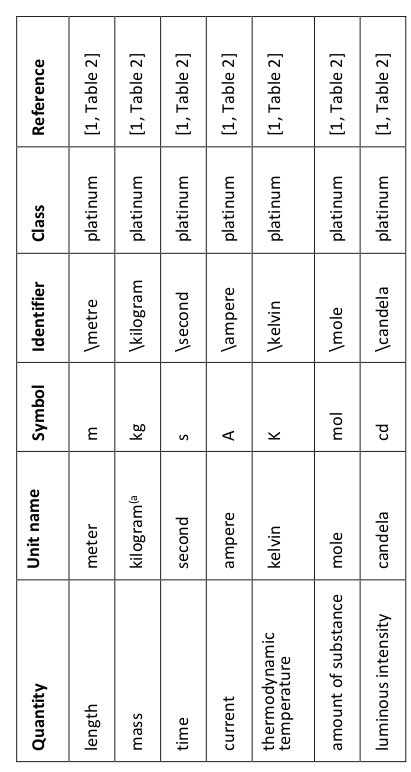 Quantity Unit name Symbol Identifier Class Reference
length meter m \metre platinum [1, Table 2]
mass kilogram(a kg \kilogram platinum [1, Table 2]
time second s \second platinum [1, Table 2]
current ampere A \ampere platinum [1, Table 2]
thermodynamic
temperature kelvin K \kelvin platinum [1, Table 2]
amount of substance mole mol \mole platinum [1, Table 2]
luminous intensity candela cd \candela platinum [1, Table 2]